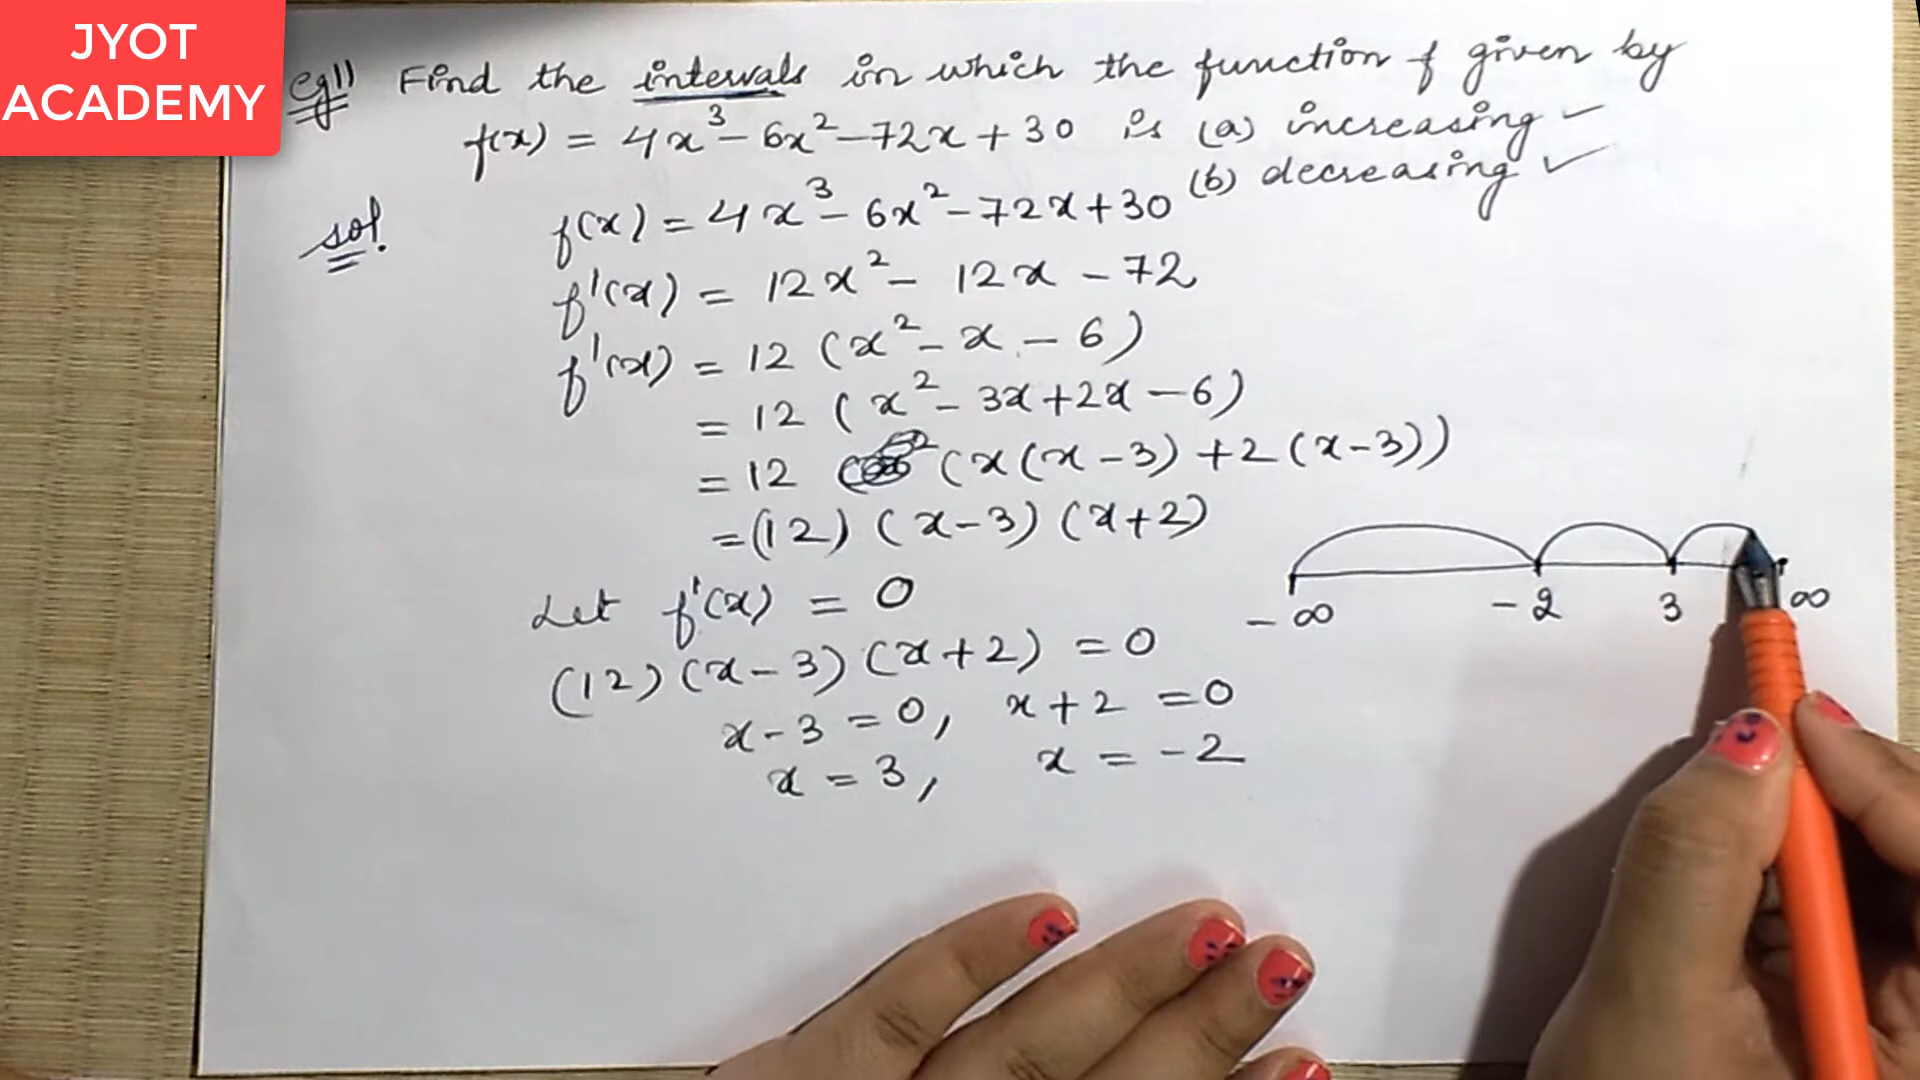 JYOT
ACADEMY
eg11 Find the intervals in which the function f given by
f(x) = 4x³ - 6x² - 72x + 30 is (a) increasing
(b) decreasing
sol. f(x) = 4x³ - 6x² - 72x + 30
f'(x) = 12x² - 12x - 72
f'(x) = 12 (x² - x - 6)
= 12 (x² - 3x + 2x - 6)
= 12 (x(x - 3) + 2(x - 3))
= (12) (x - 3) (x + 2)
Let f'(x) = 0
(12) (x - 3) (x + 2) = 0
x - 3 = 0, x + 2 = 0
x = 3, x = -2
-∞ -2 3 ∞